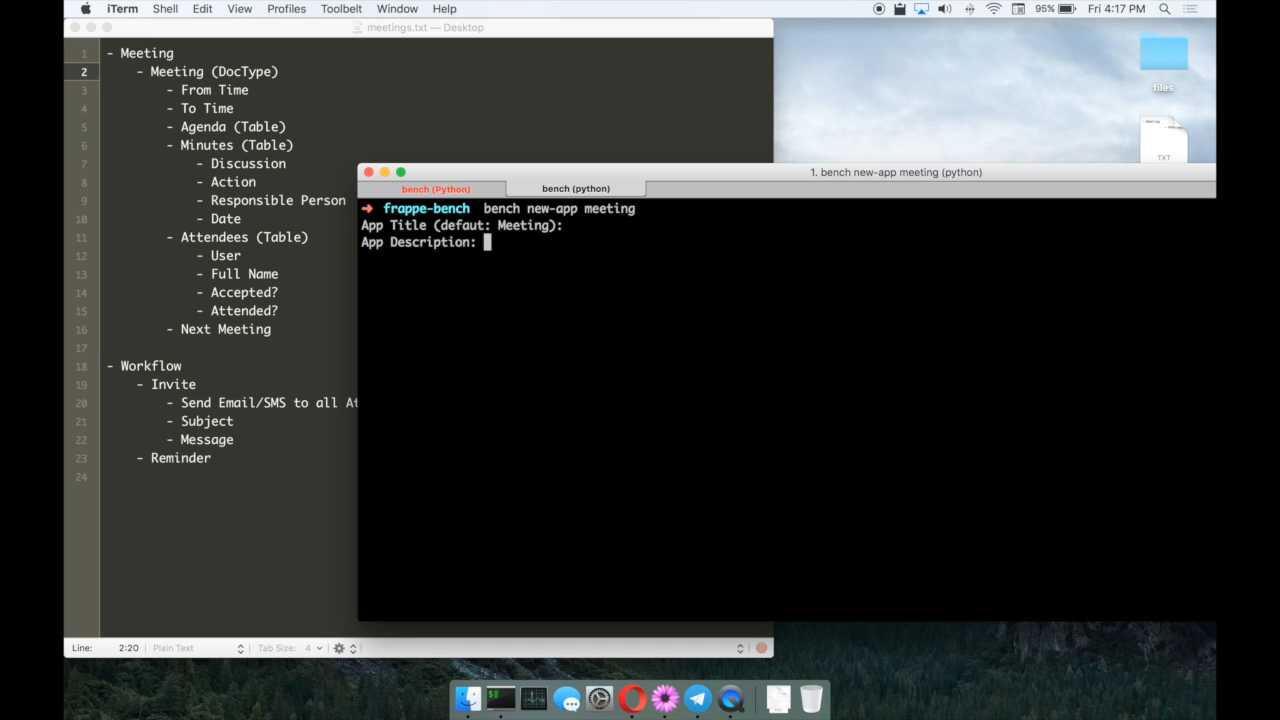 iTerm Shell Edit View Profiles Toolbelt Window Help 95% Fri 4:17 PM
meetings.txt — Desktop
1 - Meeting
2 - Meeting (DocType)
3 - From Time
4 - To Time
5 - Agenda (Table)
6 - Minutes (Table)
7 - Discussion
8 - Action
9 - Responsible Person
10 - Date
11 - Attendees (Table)
12 - User
13 - Full Name
14 - Accepted?
15 - Attended?
16 - Next Meeting
17
18 - Workflow
19 - Invite
20 - Send Email/SMS to all At
21 - Subject
22 - Message
23 - Reminder
24
Line: 2:20 Plain Text Tab Size: 4
1. bench new-app meeting (python)
bench (Python) bench (python)
➜ frappe-bench bench new-app meeting
App Title (defaut: Meeting):
App Description:
files
TXT